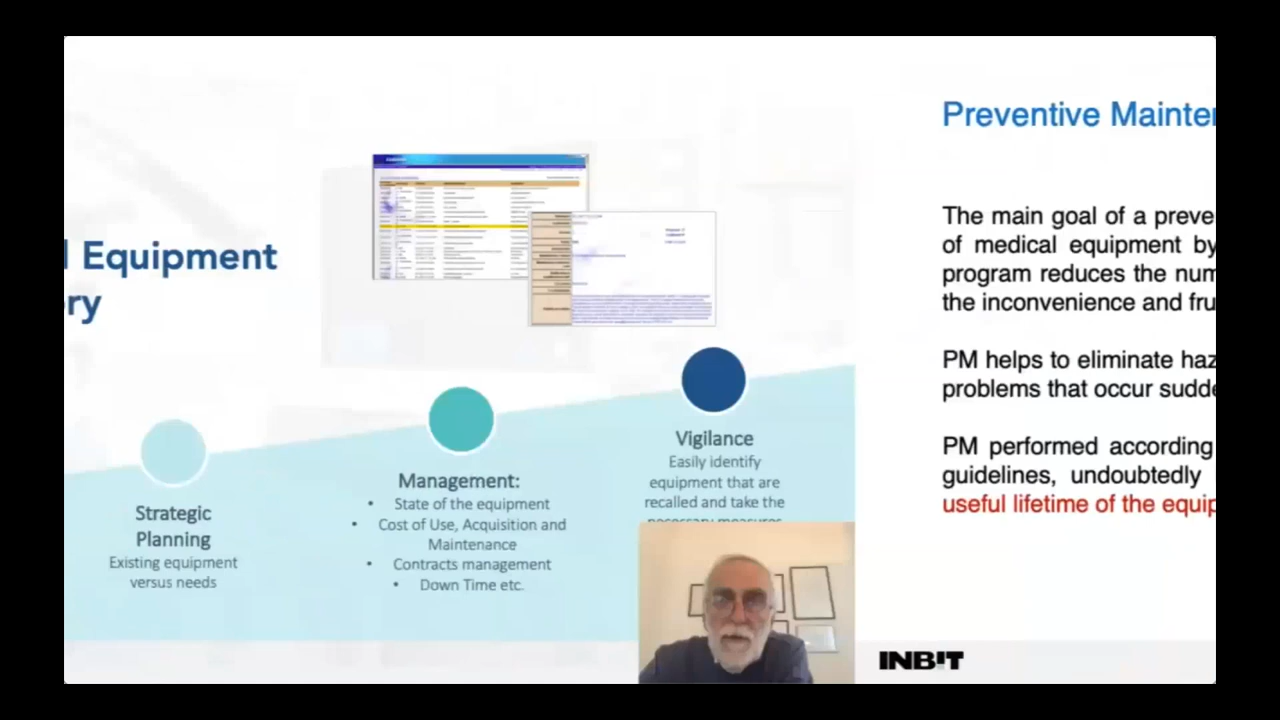 Equipment
ry
Strategic
Planning
Existing equipment
versus needs
Management:
• State of the equipment
• Cost of Use, Acquisition and
Maintenance
• Contracts management
• Down Time etc.
Vigilance
Easily identify
equipment that are
recalled and take the
necessary measures
Preventive Mainte
The main goal of a preve
of medical equipment by
program reduces the num
the inconvenience and fru
PM helps to eliminate haz
problems that occur sudde
PM performed according
guidelines, undoubtedly
useful lifetime of the equip
INBIT